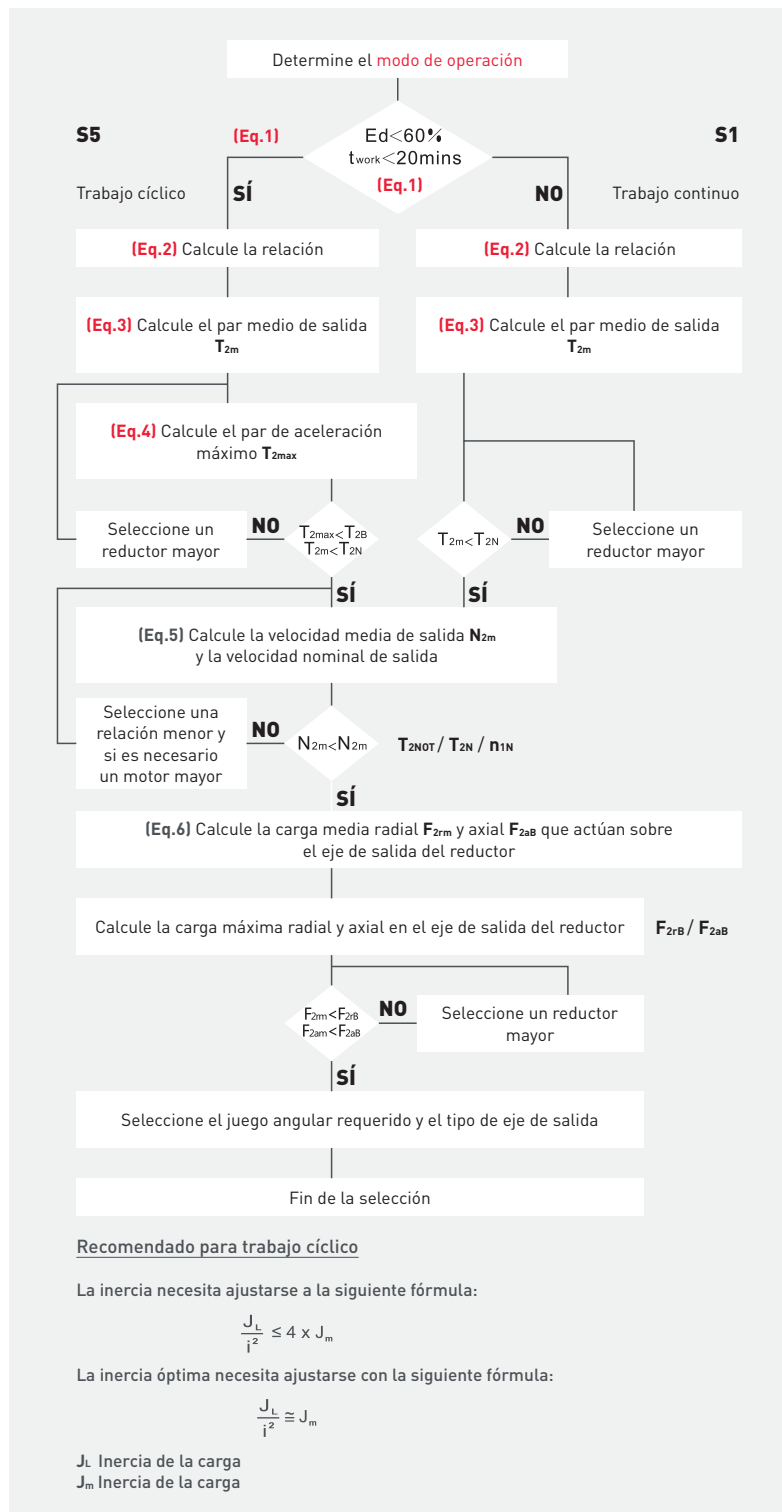 Determine el modo de operación
S5
(Eq.1)
Ed<60%
twork<20mins
(Eq.1)
S1
Trabajo cíclico
SÍ
NO
Trabajo continuo
(Eq.2) Calcule la relación
(Eq.2) Calcule la relación
(Eq.3) Calcule el par medio de salida
T2m
(Eq.3) Calcule el par medio de salida
T2m
(Eq.4) Calcule el par de aceleración
máximo T2max
Seleccione un
reductor mayor
NO
T2max<T2B
T2m<T2N
T2m<T2N
NO
Seleccione un
reductor mayor
SÍ
SÍ
(Eq.5) Calcule la velocidad media de salida N2m
y la velocidad nominal de salida
Seleccione una
relación menor y
si es necesario
un motor mayor
NO
N2m<N2m
T2NOT / T2N / n1N
SÍ
(Eq.6) Calcule la carga media radial F2rm y axial F2aB que actúan sobre
el eje de salida del reductor
Calcule la carga máxima radial y axial en el eje de salida del reductor
F2rB / F2aB
F2rm<F2rB
F2am<F2aB
NO
Seleccione un reductor
mayor
SÍ
Seleccione el juego angular requerido y el tipo de eje de salida
Fin de la selección
Recomendado para trabajo cíclico
La inercia necesita ajustarse a la siguiente fórmula:
JL / i² ≤ 4 x Jm
La inercia óptima necesita ajustarse con la siguiente fórmula:
JL / i² ≅ Jm
JL Inercia de la carga
Jm Inercia de la carga